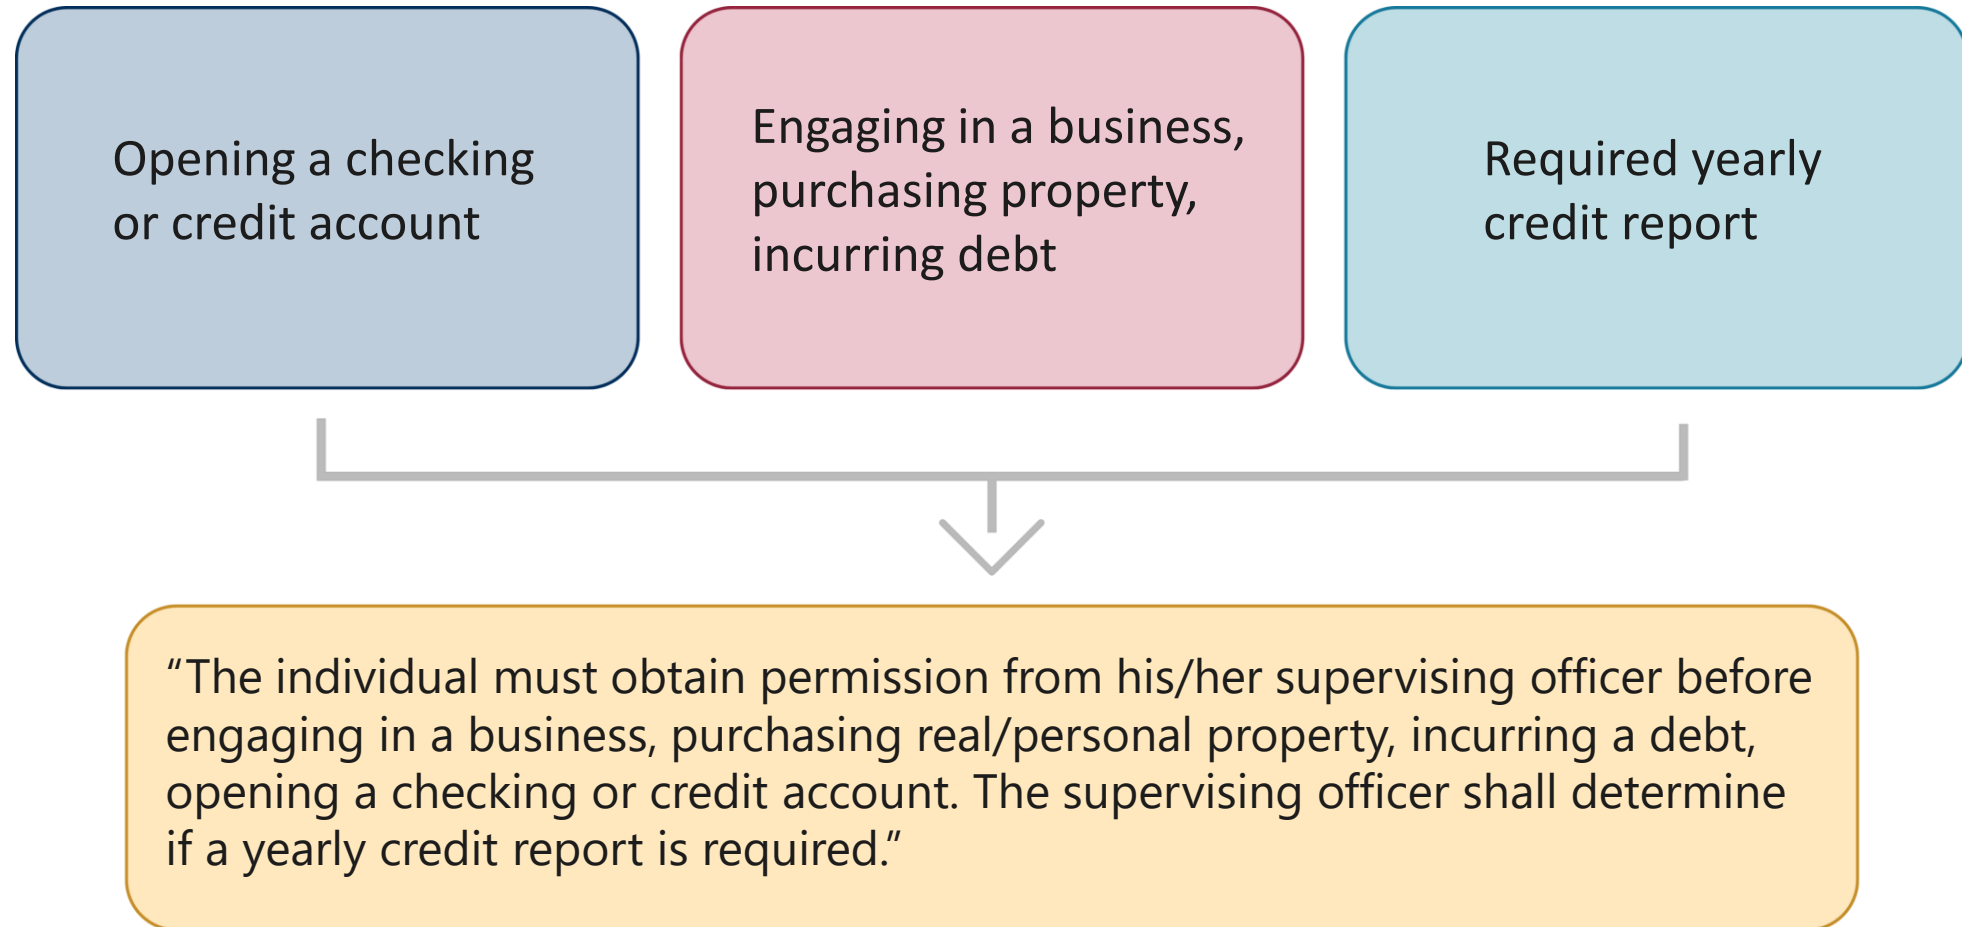 Opening a checking
or credit account
Engaging in a business,
purchasing property,
incurring debt
Required yearly
credit report
“The individual must obtain permission from his/her supervising officer before
engaging in a business, purchasing real/personal property, incurring a debt,
opening a checking or credit account. The supervising officer shall determine
if a yearly credit report is required.”